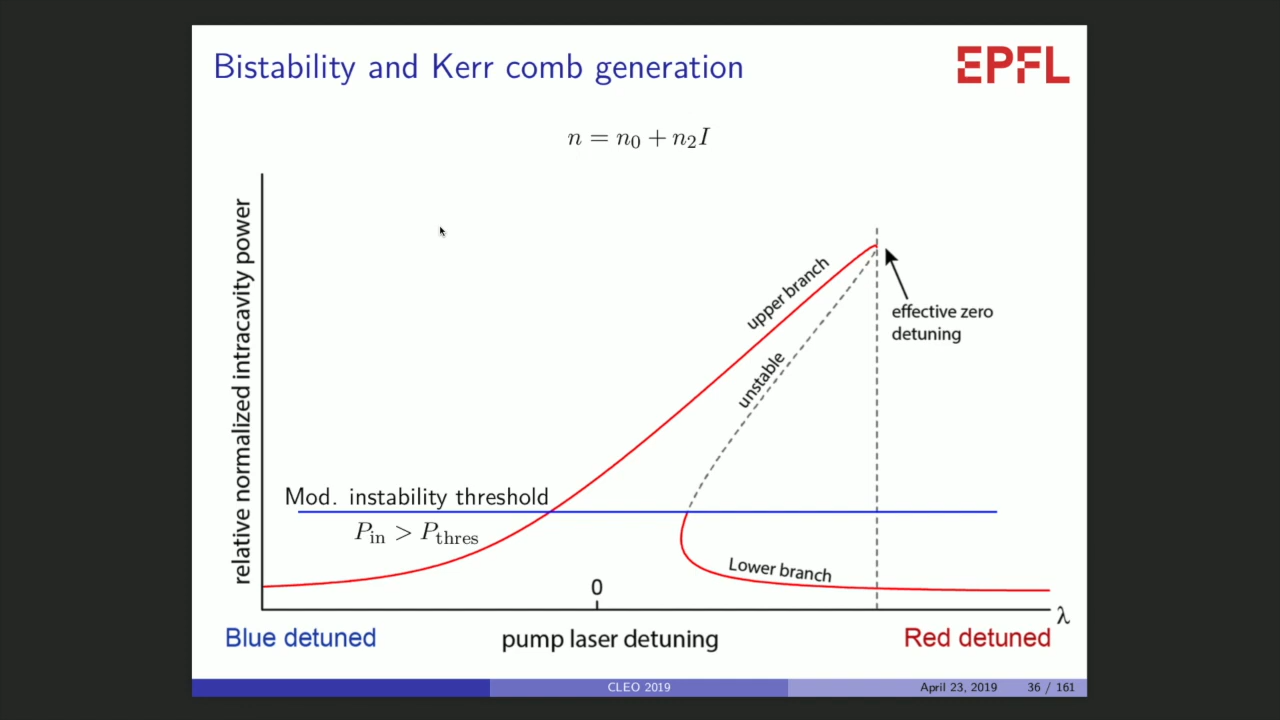 Bistability and Kerr comb generation
EPFL
n = n₀ + n₂I
relative normalized intracavity power
upper branch
unstable
effective zero
detuning
Mod. instability threshold
Pin > Pthres
Lower branch
0
λ
Blue detuned
pump laser detuning
Red detuned
CLEO 2019
April 23, 2019
36 / 161